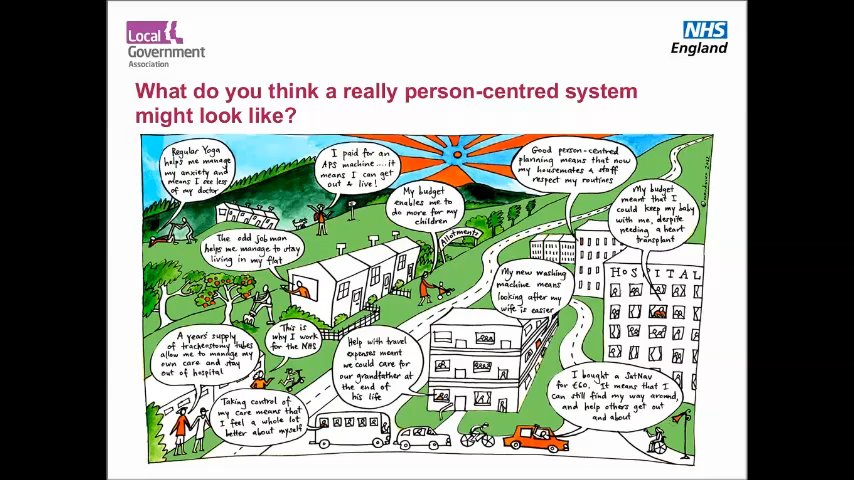 Local
Government
Association
NHS
England
What do you think a really person-centred system
might look like?
Regular Yoga
helps me manage
my anxiety and
means I see less
of my doctor
I paid for an
APS machine....it
means I can get
out & live!
Good person-centred
planning means that now
my housemates & staff
respect my routines
My budget
enables me to
do more for my
children
My budget
meant that I
could keep my baby
with me, despite
needing a heart
transplant
Allotments
The odd job man
helps me manage to stay
living in my flat
My new washing
machine means
looking after my
wife is easier
HOSPITAL
A years' supply
of tracheostomy tubes
allow me to manage my
own care and stay
out of hospital
This is
why I work
for the NHS
Help with travel
expenses meant
we could care for
our grandfather at
the end of
his life
I bought a SatNav
for £60. It means that I
can still find my way around,
and help others get out
and about
Taking control of
my care means that
I feel a whole lot
better about myself